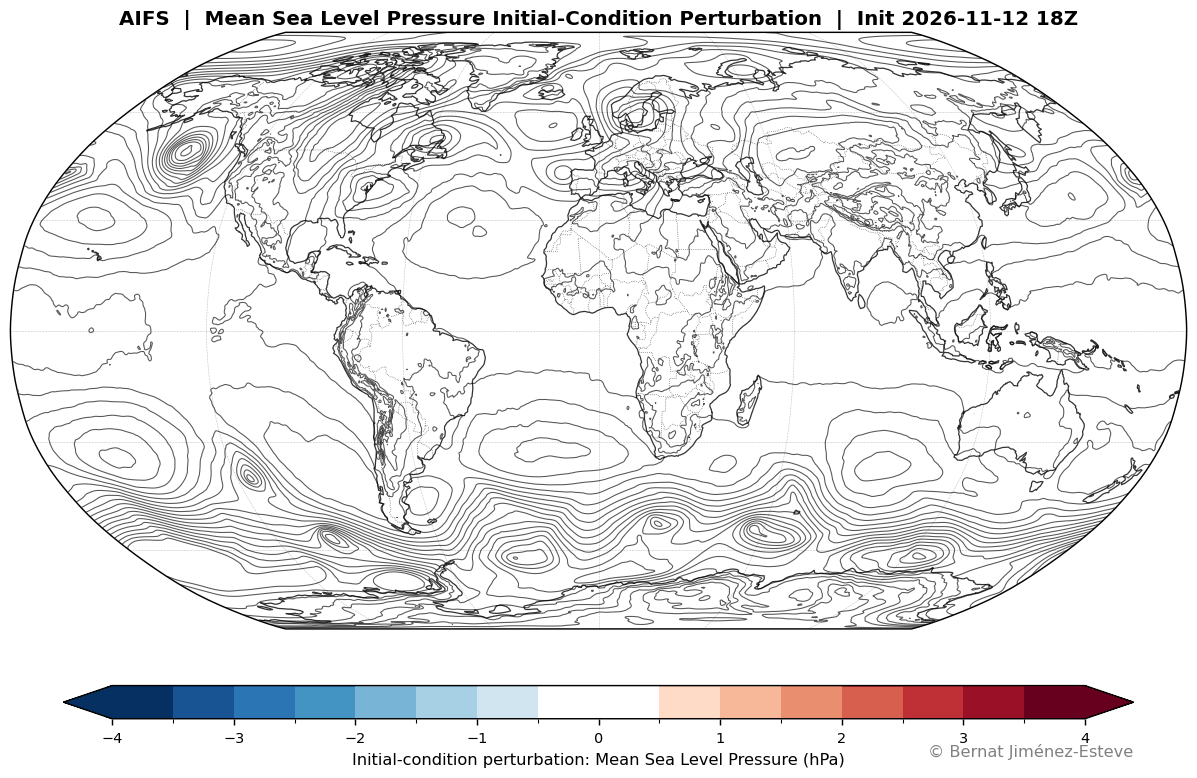 AIFS | Mean Sea Level Pressure Initial-Condition Perturbation | Init 2026-11-12 18Z
−4 −3 −2 −1 0 1 2 3 4
Initial-condition perturbation: Mean Sea Level Pressure (hPa)
© Bernat Jiménez-Esteve